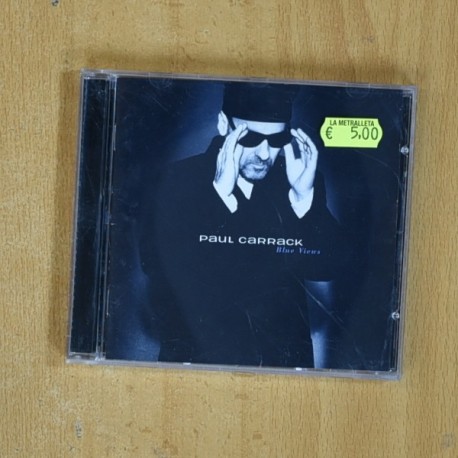 LA METRALLETA
€ 5,00
PAUL CARRACK
Blue Views